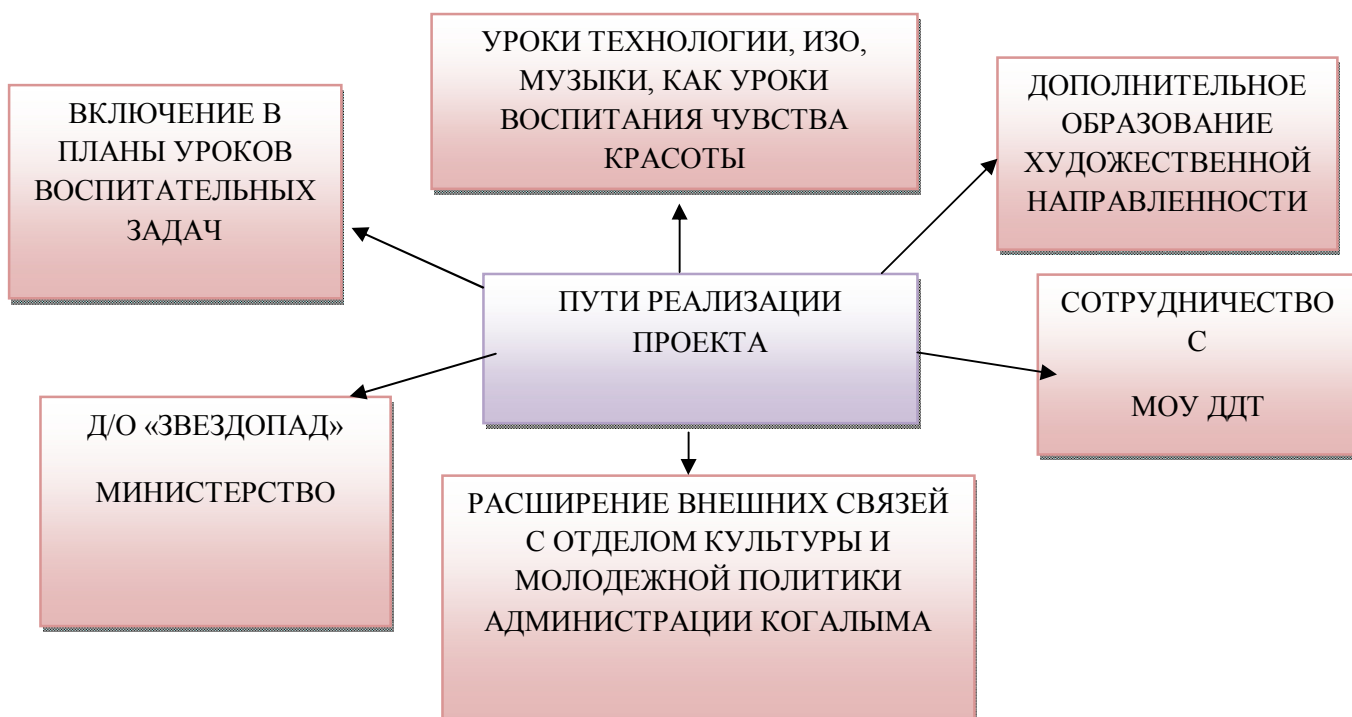 УРОКИ ТЕХНОЛОГИИ, ИЗО,
МУЗЫКИ, КАК УРОКИ
ВОСПИТАНИЯ ЧУВСТВА
КРАСОТЫ
ВКЛЮЧЕНИЕ В
ПЛАНЫ УРОКОВ
ВОСПИТАТЕЛЬНЫХ
ЗАДАЧ
ДОПОЛНИТЕЛЬНОЕ
ОБРАЗОВАНИЕ
ХУДОЖЕСТВЕННОЙ
НАПРАВЛЕННОСТИ
ПУТИ РЕАЛИЗАЦИИ
ПРОЕКТА
СОТРУДНИЧЕСТВО
С
МОУ ДДТ
Д/О «ЗВЕЗДОПАД»
МИНИСТЕРСТВО
РАСШИРЕНИЕ ВНЕШНИХ СВЯЗЕЙ
С ОТДЕЛОМ КУЛЬТУРЫ И
МОЛОДЕЖНОЙ ПОЛИТИКИ
АДМИНИСТРАЦИИ КОГАЛЫМА